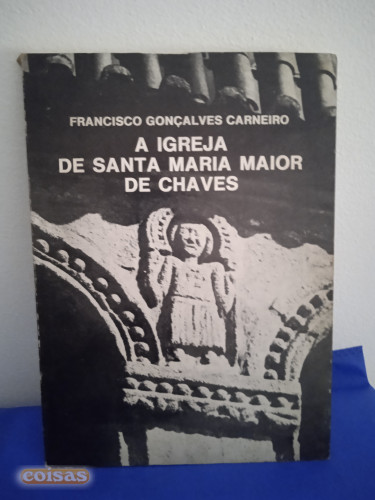 FRANCISCO GONÇALVES CARNEIRO
A IGREJA
DE SANTA MARIA MAIOR
DE CHAVES
coisas